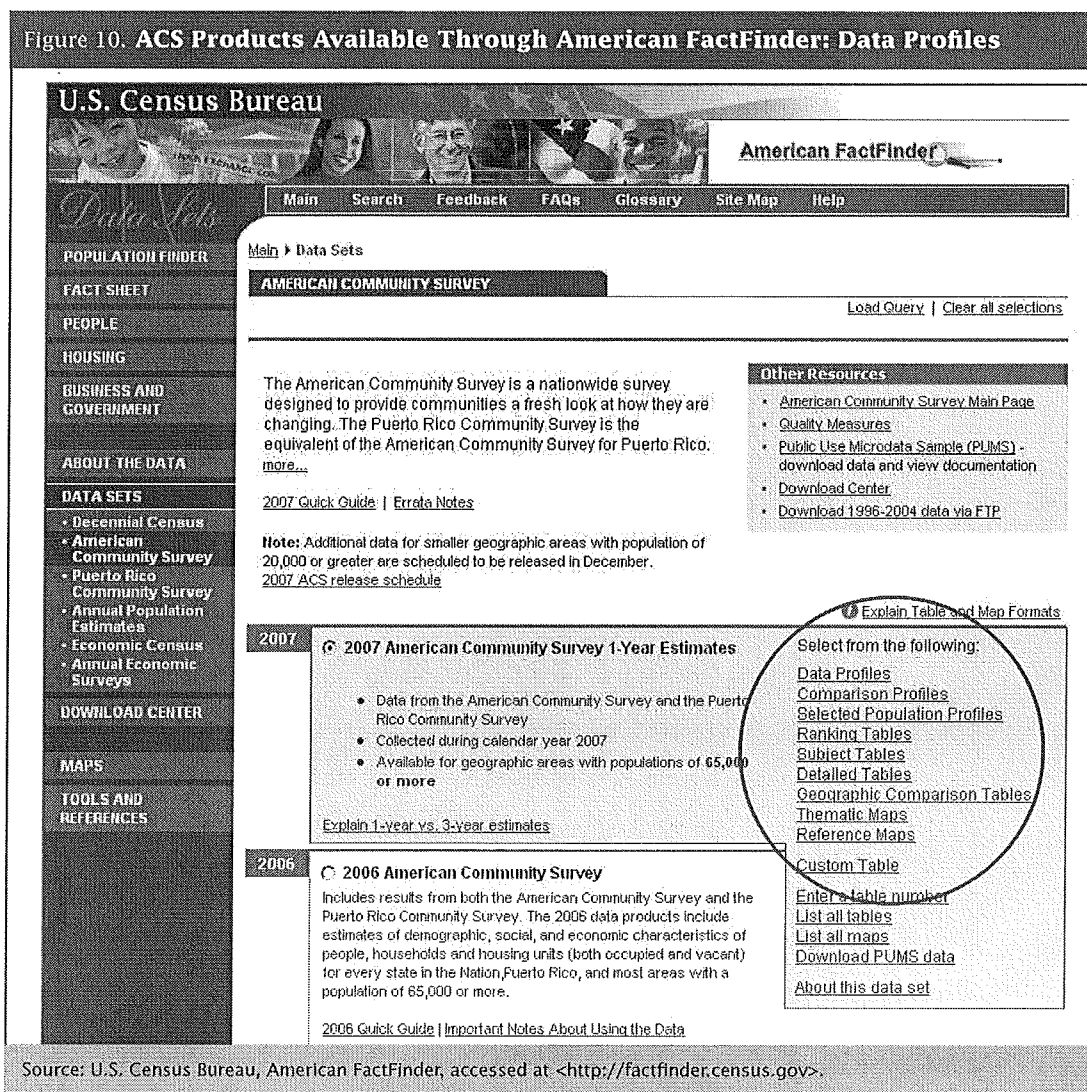 Figure 10. ACS Products Available Through American FactFinder: Data Profiles
U.S. Census Bureau
American FactFinder
Data Sets
Main Search Feedback FAQs Glossary Site Map Help
POPULATION FINDER
FACT SHEET
PEOPLE
HOUSING
BUSINESS AND
GOVERNMENT
ABOUT THE DATA
DATA SETS
• Decennial Census
• American
Community Survey
• Puerto Rico
Community Survey
• Annual Population
Estimates
• Economic Census
• Annual Economic
Surveys
DOWNLOAD CENTER
MAPS
TOOLS AND
REFERENCES
Main ▸ Data Sets
AMERICAN COMMUNITY SURVEY
Load Query | Clear all selections
The American Community Survey is a nationwide survey
designed to provide communities a fresh look at how they are
changing. The Puerto Rico Community Survey is the
equivalent of the American Community Survey for Puerto Rico.
more...
2007 Quick Guide | Errata Notes
Note: Additional data for smaller geographic areas with population of
20,000 or greater are scheduled to be released in December.
2007 ACS release schedule
Other Resources
• American Community Survey Main Page
• Quality Measures
• Public Use Microdata Sample (PUMS) -
download data and view documentation
• Download Center
• Download 1996-2004 data via FTP
Explain Table and Map Formats
2007
2007 American Community Survey 1-Year Estimates
• Data from the American Community Survey and the Puerto
Rico Community Survey
• Collected during calendar year 2007
• Available for geographic areas with populations of 65,000
or more
Explain 1-year vs. 3-year estimates
Select from the following:
Data Profiles
Comparison Profiles
Selected Population Profiles
Ranking Tables
Subject Tables
Detailed Tables
Geographic Comparison Tables
Thematic Maps
Reference Maps
Custom Table
Enter a table number
List all tables
List all maps
Download PUMS data
About this data set
2006
2006 American Community Survey
Includes results from both the American Community Survey and the
Puerto Rico Community Survey. The 2006 data products include
estimates of demographic, social, and economic characteristics of
people, households and housing units (both occupied and vacant)
for every state in the Nation,Puerto Rico, and most areas with a
population of 65,000 or more.
2006 Quick Guide | Important Notes About Using the Data
Source: U.S. Census Bureau, American FactFinder, accessed at <http://factfinder.census.gov>.